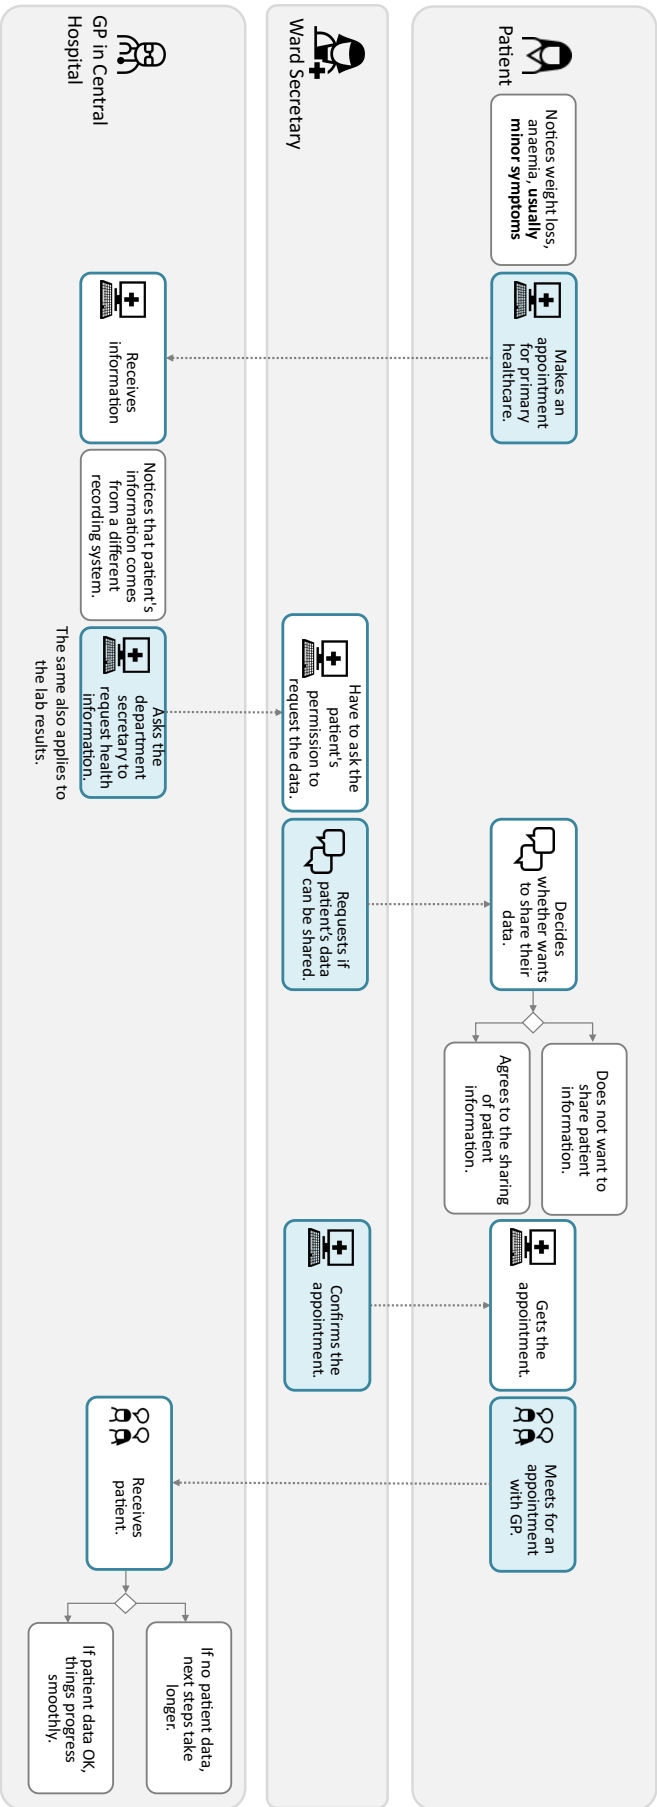 Patient
Notices weight loss,
anaemia, usually
minor symptoms
Makes an
appointment
for primary
healthcare.
Decides
whether wants
to share their
data.
Does not want to
share patient
information.
Agrees to the sharing
of patient
information.
Gets the
appointment.
Meets for an
appointment
with GP.
Ward Secretary
Have to ask the
patient's
permission to
request the data.
Requests if
patient's data
can be shared.
Confirms the
appointment.
GP in Central
Hospital
Receives
information
Notices that patient's
information comes
from a different
recording system.
Asks the
department
secretary to
request health
information.
The same also applies to
the lab results.
Receives
patient.
If no patient data,
next steps take
longer.
If patient data OK,
things progress
smoothly.